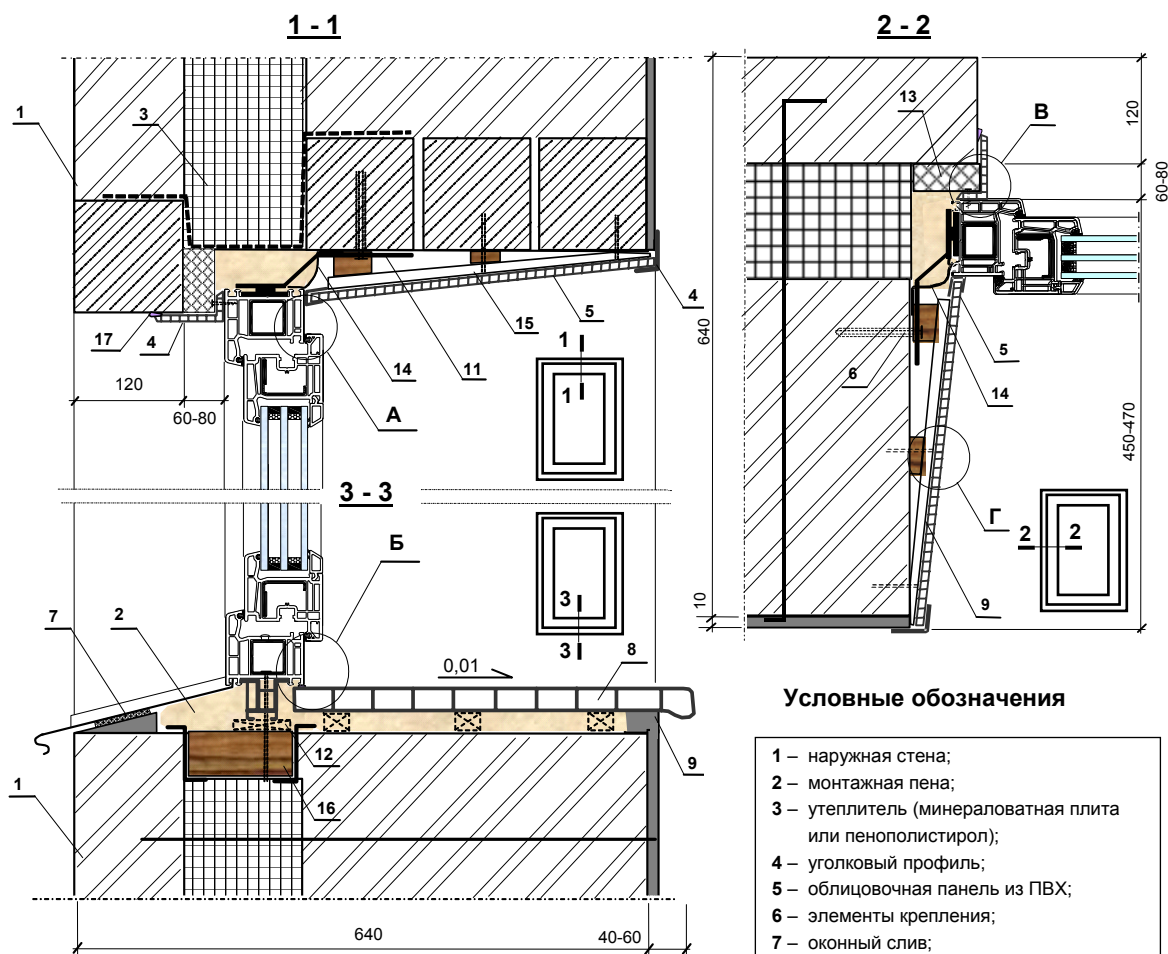 1 - 1
2 - 2
1
3
13
В
120
60-80
640
17
4
120
60-80
А
14
11
15
5
4
1
1
6
5
14
450-470
Г
3 - 3
Б
7
2
3
3
2
2
9
10
0,01
8
12
16
9
1
640
40-60
Условные обозначения
1 – наружная стена;
2 – монтажная пена;
3 – утеплитель (минераловатная плита
или пенополистирол);
4 – уголковый профиль;
5 – облицовочная панель из ПВХ;
6 – элементы крепления;
7 – оконный слив;